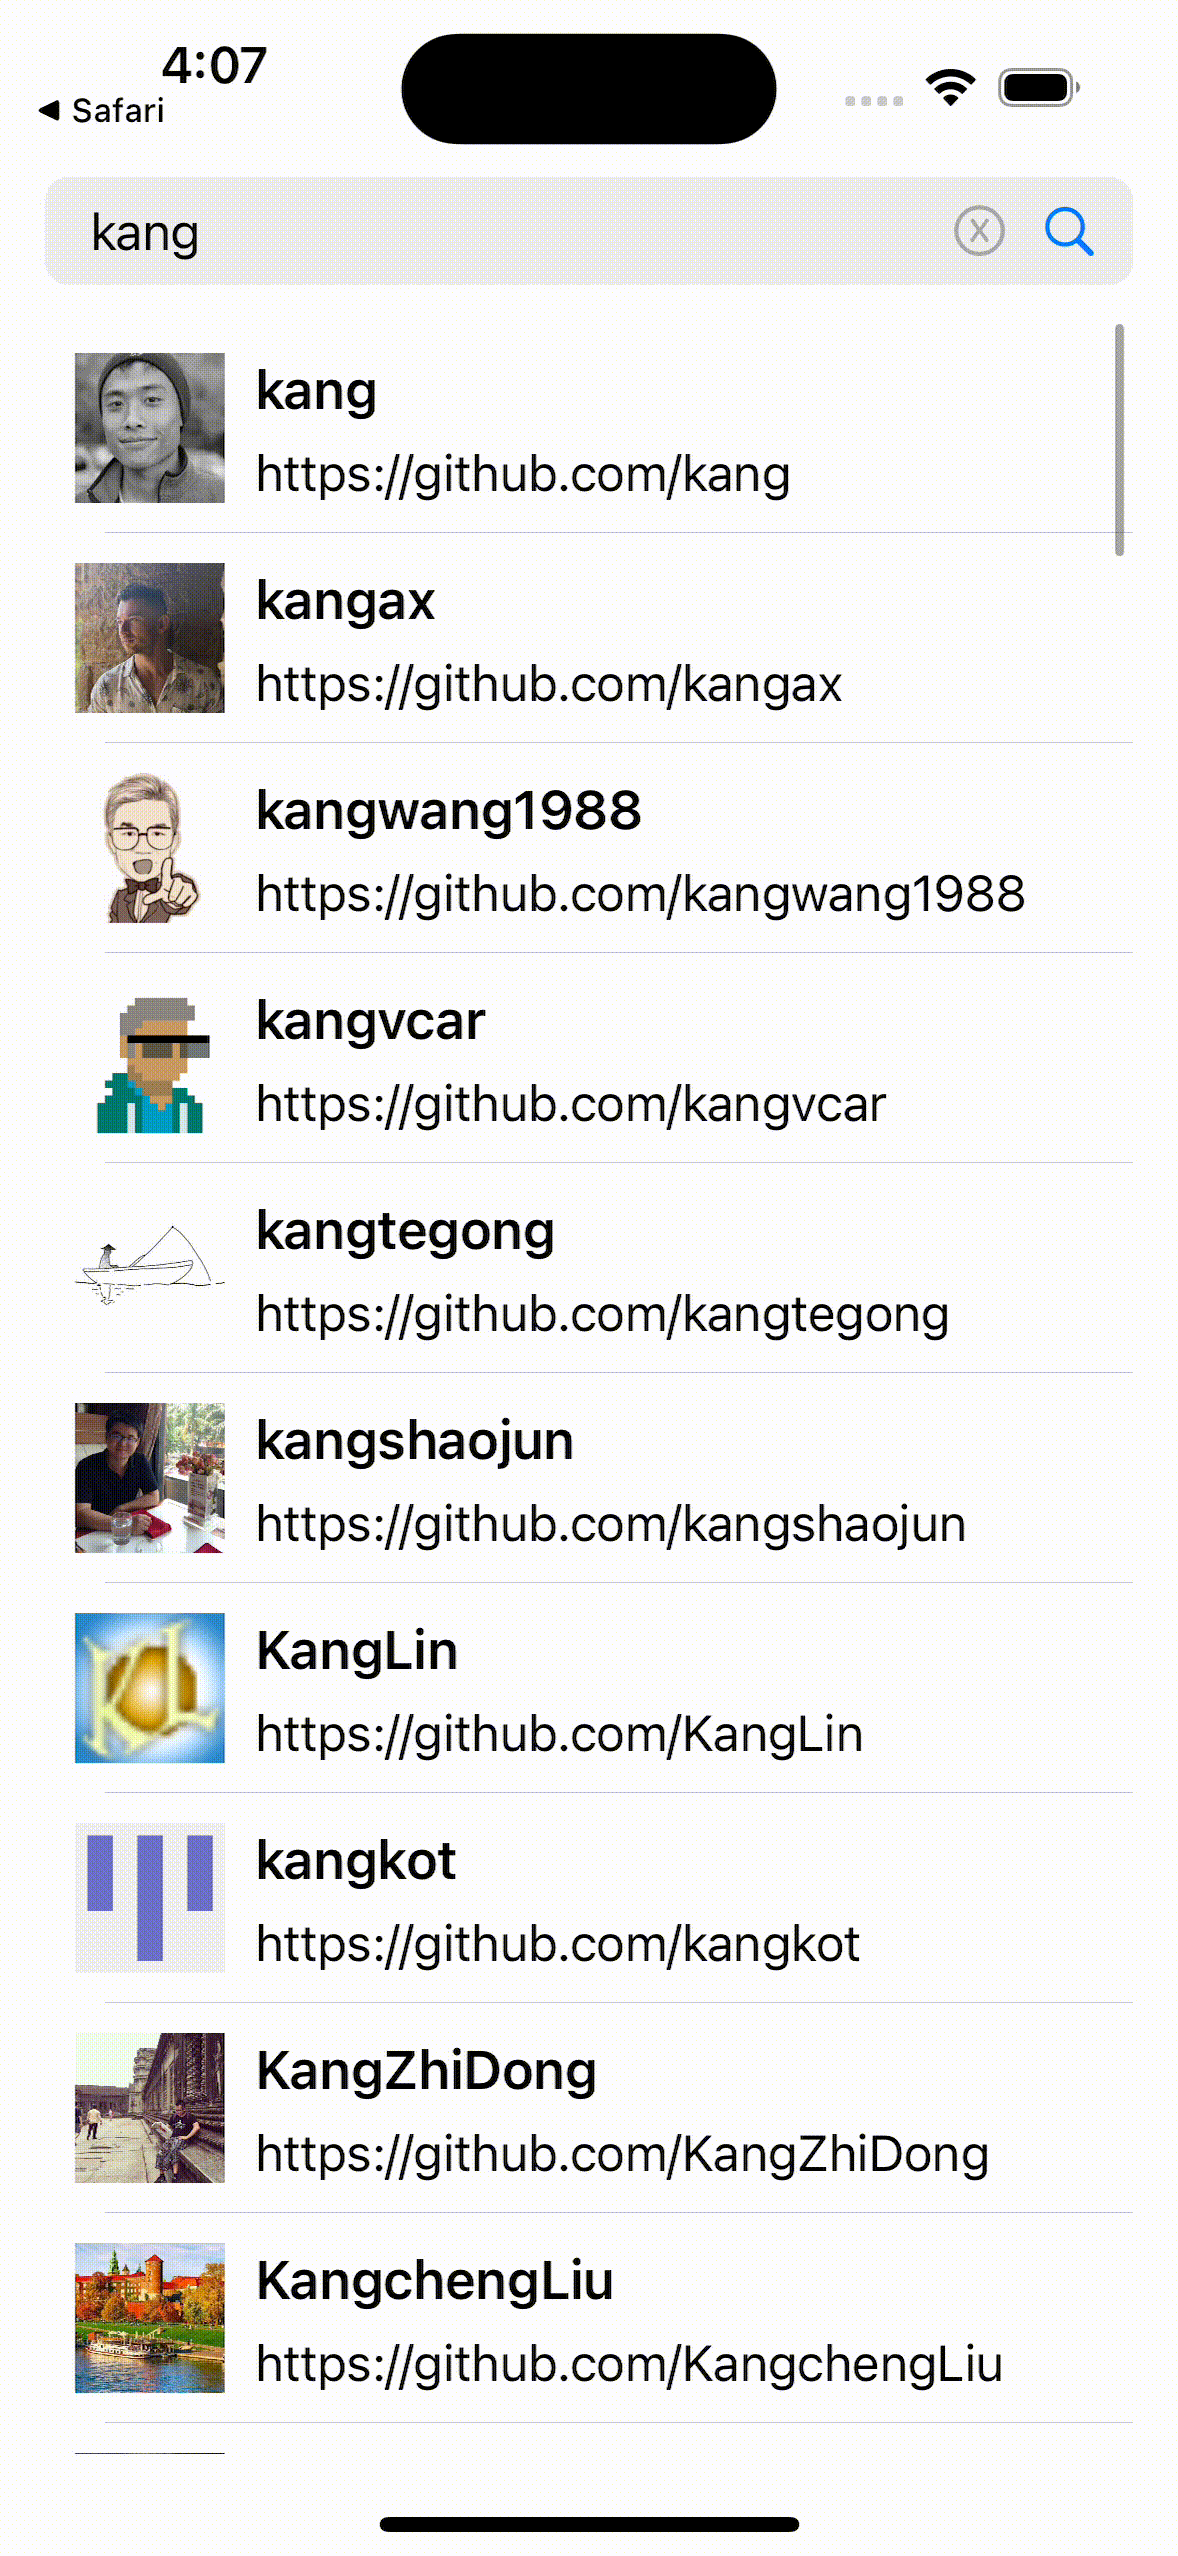 4:07
◀ Safari
kang
kang
https://github.com/kang
kangax
https://github.com/kangax
kangwang1988
https://github.com/kangwang1988
kangvcar
https://github.com/kangvcar
kangtegong
https://github.com/kangtegong
kangshaojun
https://github.com/kangshaojun
KangLin
https://github.com/KangLin
kangkot
https://github.com/kangkot
KangZhiDong
https://github.com/KangZhiDong
KangchengLiu
https://github.com/KangchengLiu